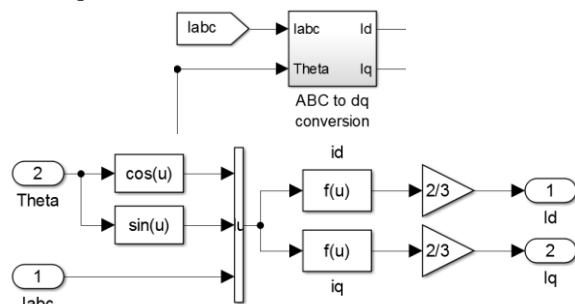 Iabc
Iabc Id
Theta Iq
ABC to dq
conversion
id
2 cos(u) f(u) 2/3 1
Theta Id
sin(u) u f(u) 2/3 2
iq Iq
1
Iabc